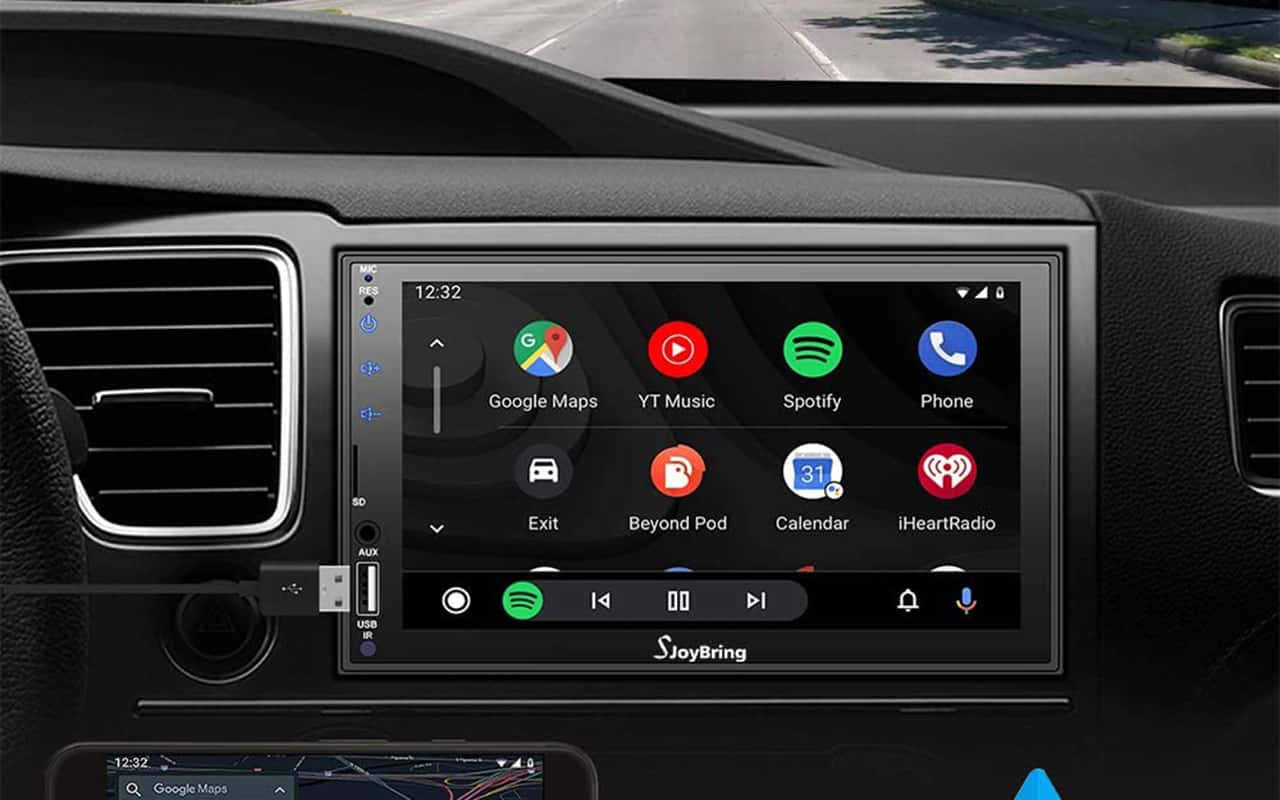 MIC
RES
SD
AUX
USB
IR
12:32
Google Maps
YT Music
Spotify
Phone
Exit
Beyond Pod
31
Calendar
iHeartRadio
SJoyBring
12:32
Google Maps